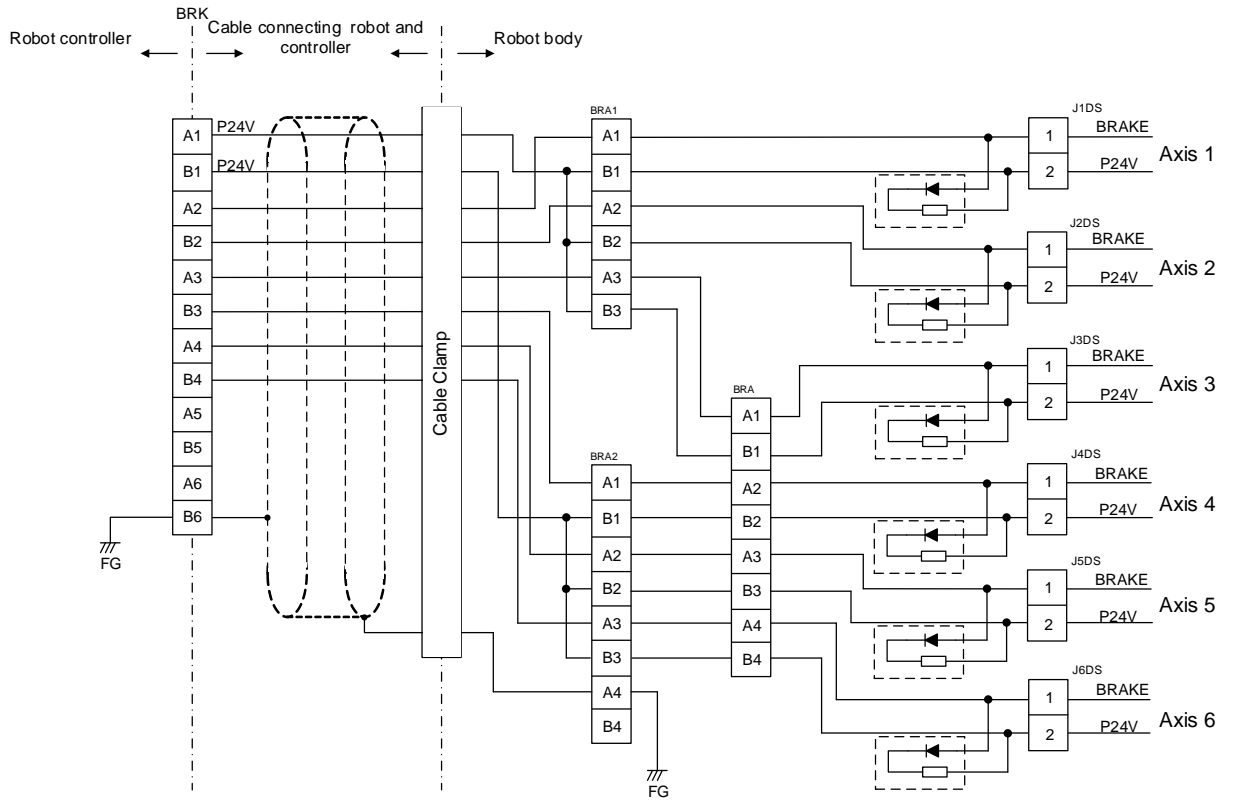 BRK
Robot controller
Cable connecting robot and
controller
Robot body
A1
P24V
B1
P24V
A2
B2
A3
B3
A4
B4
A5
B5
A6
B6
FG
Cable Clamp
BRA1
A1
B1
A2
B2
A3
B3
BRA2
A1
B1
A2
B2
A3
B3
A4
B4
FG
BRA
A1
B1
A2
B2
A3
B3
A4
B4
J1DS
1
BRAKE
2
P24V
Axis 1
J2DS
1
BRAKE
2
P24V
Axis 2
J3DS
1
BRAKE
2
P24V
Axis 3
J4DS
1
BRAKE
2
P24V
Axis 4
J5DS
1
BRAKE
2
P24V
Axis 5
J6DS
1
BRAKE
2
P24V
Axis 6